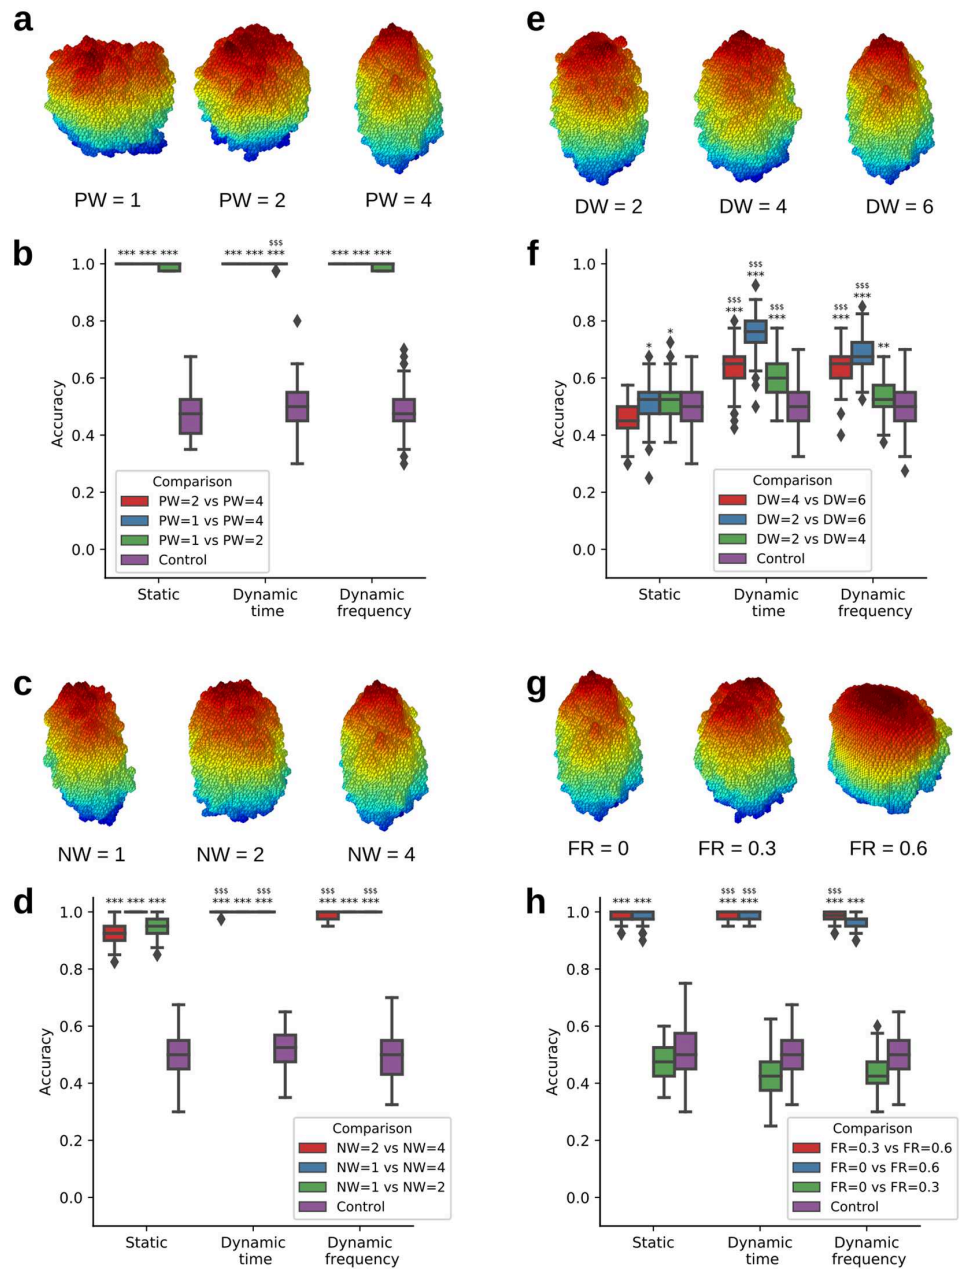 a
PW = 1
PW = 2
PW = 4
b
*** *** ***
*** *** ***
$$$
*** *** ***
1.0
0.8
0.6
0.4
0.2
0.0
Accuracy
Comparison
PW=2 vs PW=4
PW=1 vs PW=4
PW=1 vs PW=2
Control
Static
Dynamic
time
Dynamic
frequency
e
DW = 2
DW = 4
DW = 6
f
*
*
$$$
***
$$$
***
$$$
***
$$$
***
$$$
***
**
1.0
0.8
0.6
0.4
0.2
0.0
Accuracy
Comparison
DW=4 vs DW=6
DW=2 vs DW=6
DW=2 vs DW=4
Control
Static
Dynamic
time
Dynamic
frequency
c
NW = 1
NW = 2
NW = 4
d
*** *** ***
$$$ $$$
*** *** ***
$$$ $$$
*** *** ***
1.0
0.8
0.6
0.4
0.2
0.0
Accuracy
Comparison
NW=2 vs NW=4
NW=1 vs NW=4
NW=1 vs NW=2
Control
Static
Dynamic
time
Dynamic
frequency
g
FR = 0
FR = 0.3
FR = 0.6
h
*** ***
$$$ $$$
*** ***
$$$
*** ***
1.0
0.8
0.6
0.4
0.2
0.0
Accuracy
Comparison
FR=0.3 vs FR=0.6
FR=0 vs FR=0.6
FR=0 vs FR=0.3
Control
Static
Dynamic
time
Dynamic
frequency